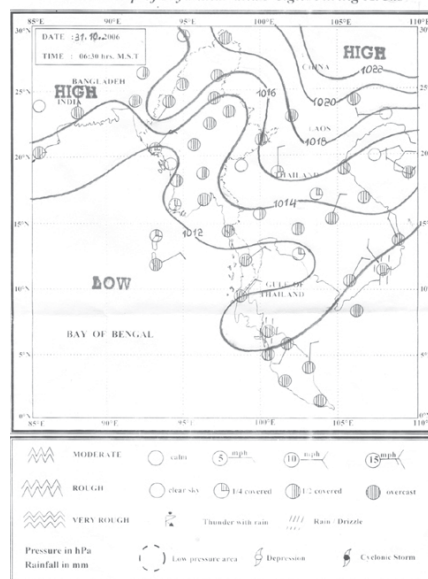 DATE : 31.10.2006
TIME : 06:30 hrs. M.S.T
30°N
25°N
20°N
15°N
10°N
5°N
0°N
85°E
90°E
95°E
100°E
105°E
110°E
HIGH
BANGLADESH
INDIA
CHINA
HIGH
1022
1020
1018
1016
1014
1012
LAOS
THAILAND
LOW
GULF OF
THAILAND
BAY OF BENGAL
MODERATE
calm
5 mph
10 mph
15 mph
ROUGH
clear sky
1/4 covered
1/2 covered
overcast
VERY ROUGH
Thunder with rain
Rain / Drizzle
Pressure in hPa
Rainfall in mm
Low pressure area
Depression
Cyclonic Storm